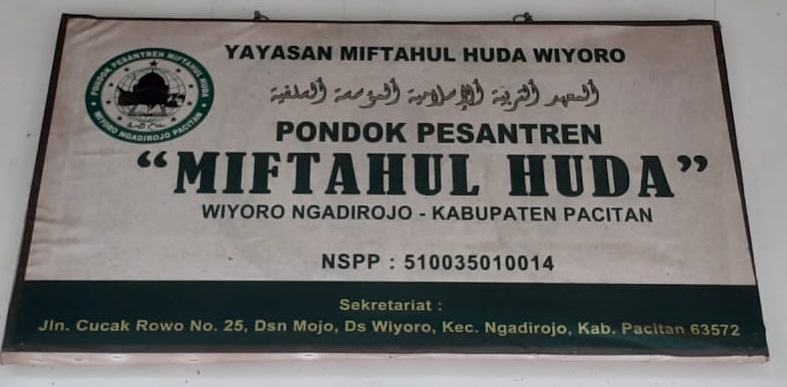 YAYASAN MIFTAHUL HUDA WIYORO
المعهد التربية الإسلامية المؤسسة السلفية
PONDOK PESANTREN
“MIFTAHUL HUDA”
WIYORO NGADIROJO - KABUPATEN PACITAN
NSPP : 510035010014
Sekretariat :
Jln. Cucak Rowo No. 25, Dsn Mojo, Ds Wiyoro, Kec. Ngadirojo, Kab. Pacitan 63572
PONDOK PESANTREN MIFTAHUL HUDA
WIYORO NGADIROJO PACITAN